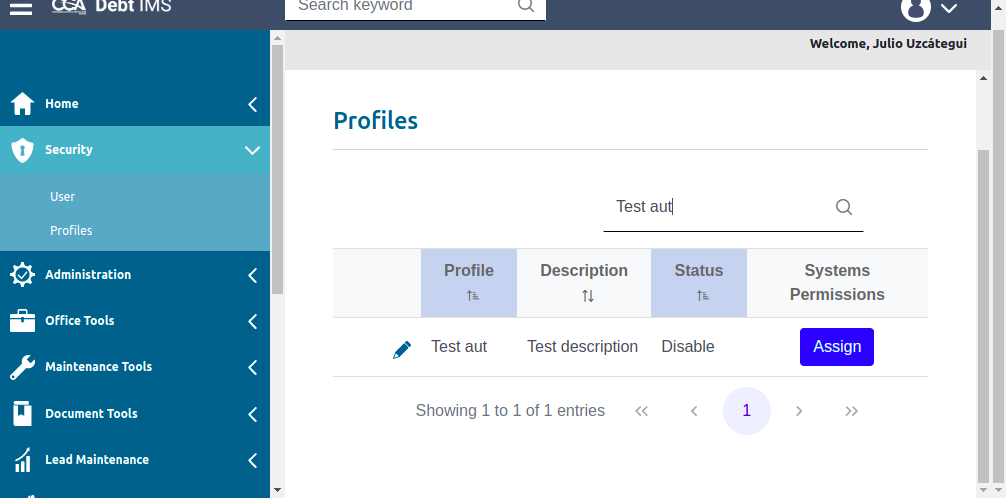 CCA Debt IMS
Search keyword
Welcome, Julio Uzcátegui
Home
Security
User
Profiles
Administration
Office Tools
Maintenance Tools
Document Tools
Lead Maintenance
Profiles
Test aut
Profile Description Status Systems Permissions
Test aut Test description Disable Assign
Showing 1 to 1 of 1 entries << < 1 > >>